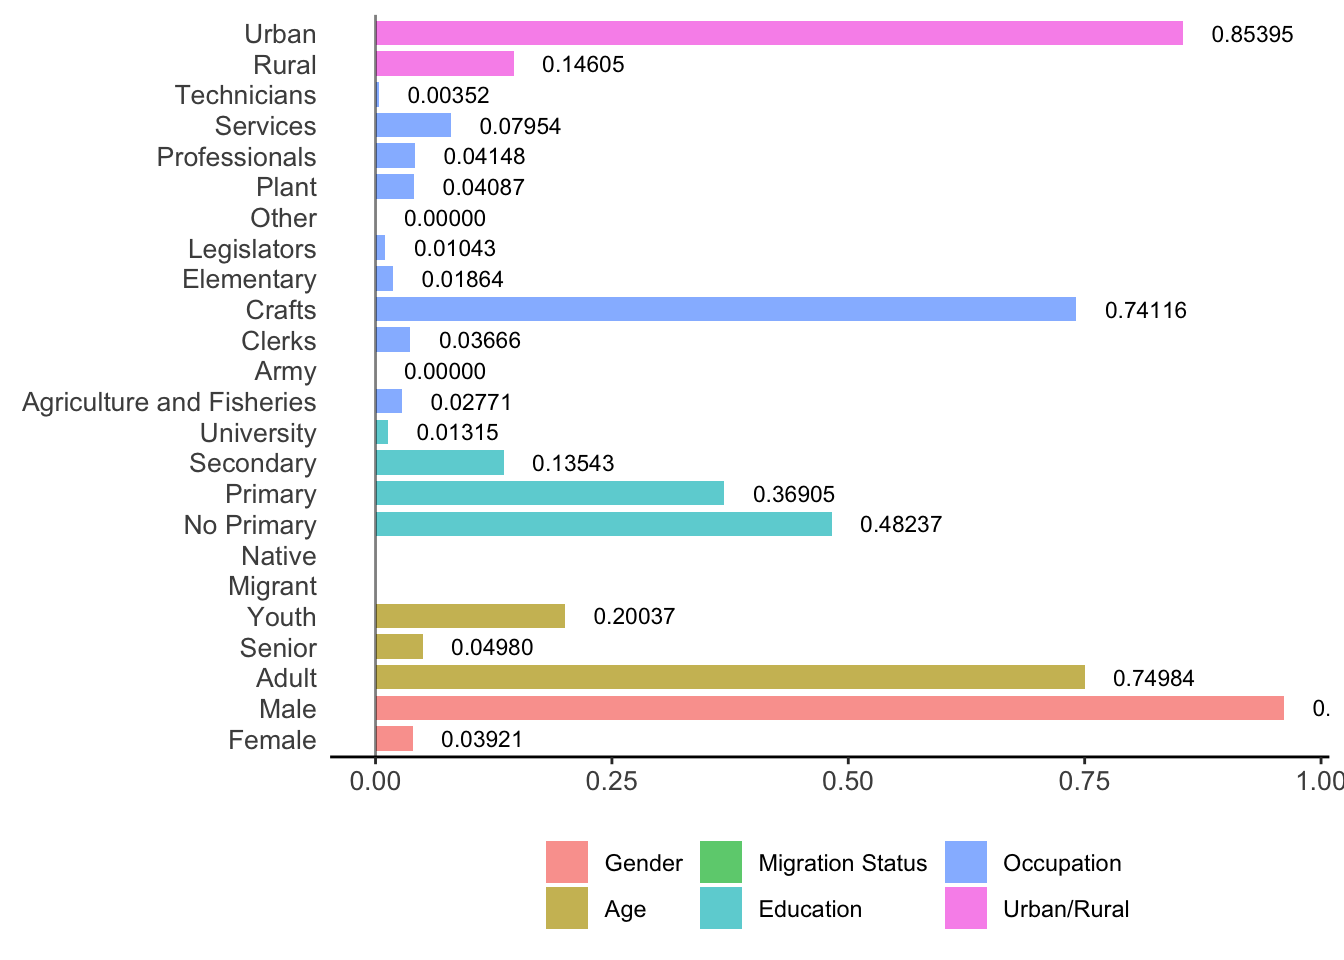 Urban 0.85395
Rural 0.14605
Technicians 0.00352
Services 0.07954
Professionals 0.04148
Plant 0.04087
Other 0.00000
Legislators 0.01043
Elementary 0.01864
Crafts 0.74116
Clerks 0.03666
Army 0.00000
Agriculture and Fisheries 0.02771
University 0.01315
Secondary 0.13543
Primary 0.36905
No Primary 0.48237
Native
Migrant
Youth 0.20037
Senior 0.04980
Adult 0.74984
Male 0.
Female 0.03921
0.00 0.25 0.50 0.75 1.00
Gender Migration Status Occupation
Age Education Urban/Rural